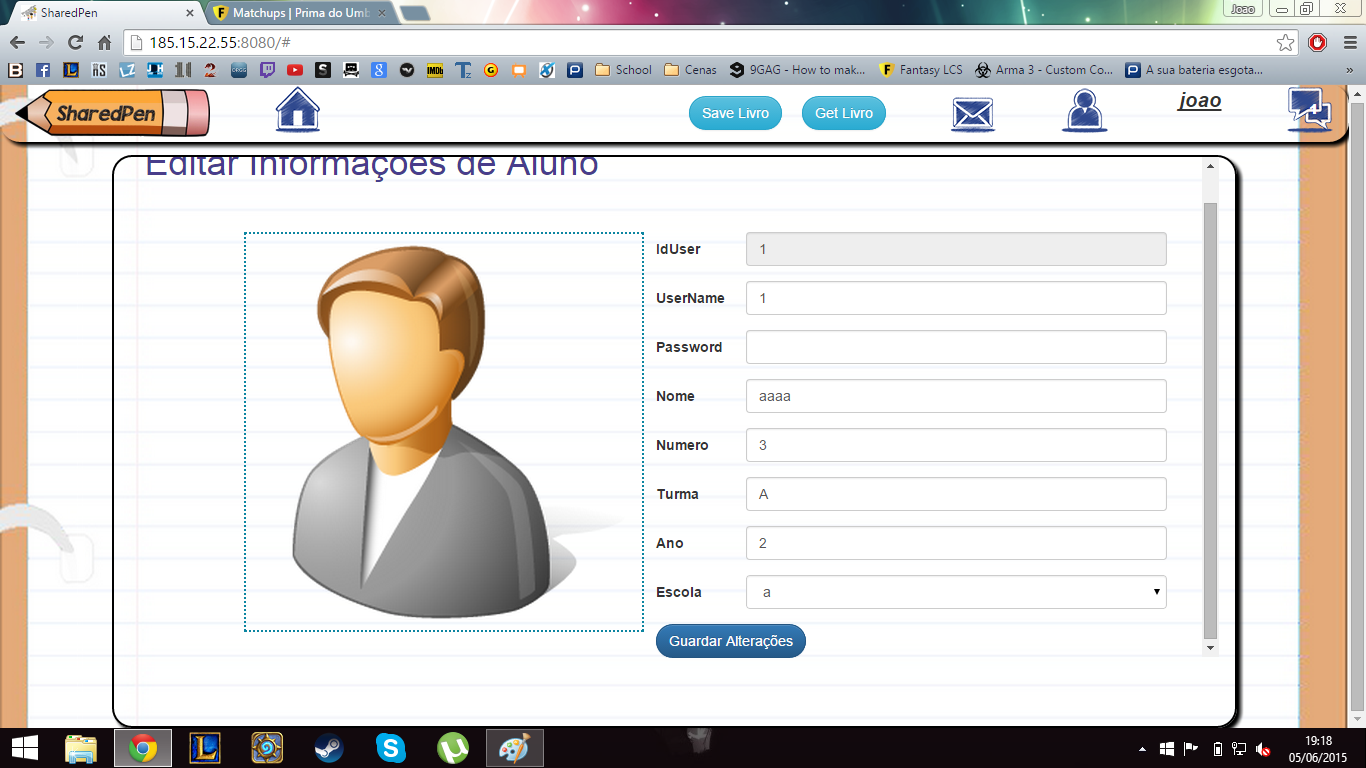 SharedPen
Matchups | Prima do Umb
Joao
185.15.22.55:8080/#
School
Cenas
9GAG - How to mak...
Fantasy LCS
Arma 3 - Custom Co...
A sua bateria esgota...
»
SharedPen
Save Livro
Get Livro
joao
Editar Informações de Aluno
IdUser 1
UserName 1
Password
Nome aaaa
Numero 3
Turma A
Ano 2
Escola a
Guardar Alterações
19:18
05/06/2015